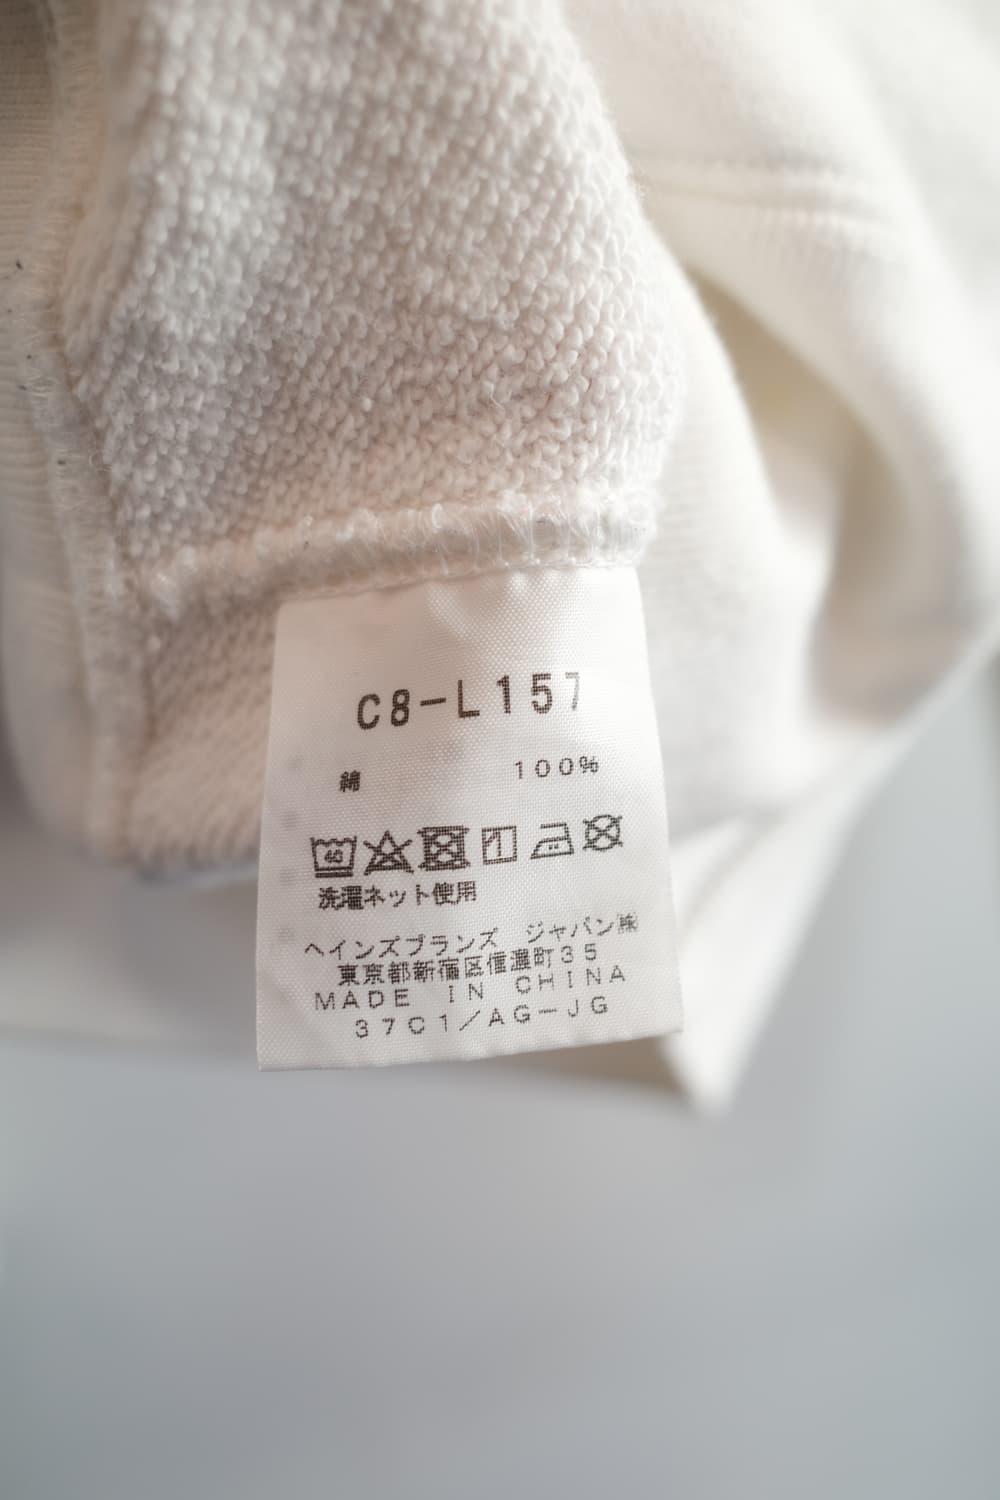 C8-L157
綿 100%
40
洗濯ネット使用
ヘインズブランズ ジャパン㈱
東京都新宿区信濃町35
MADE IN CHINA
37C1/AG-JG